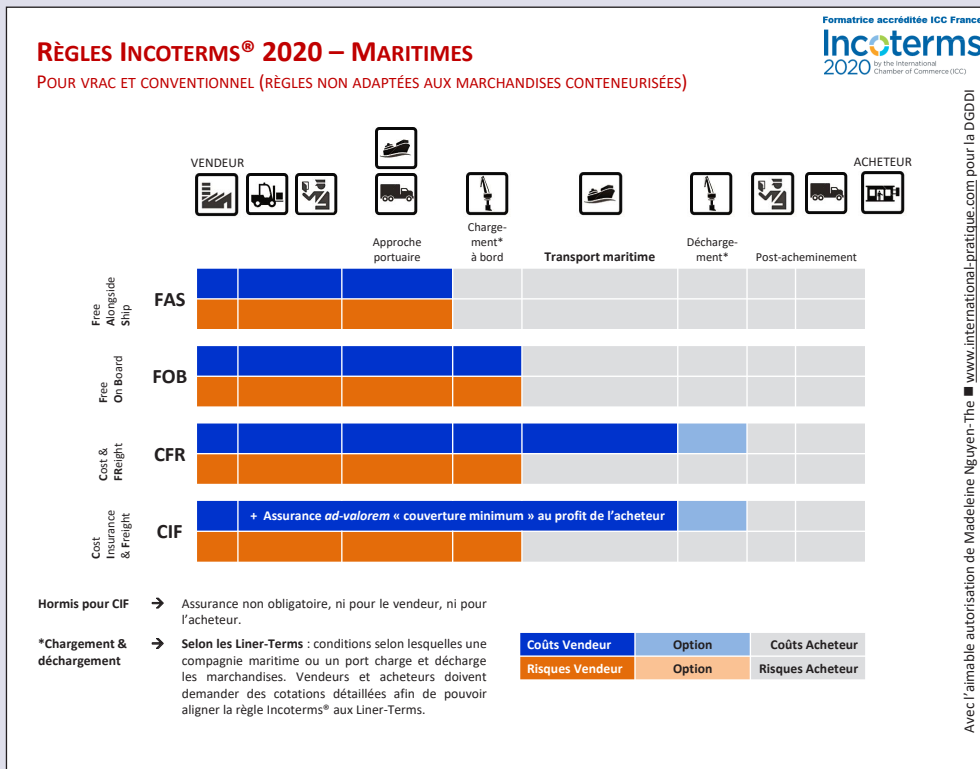 Formatrice accréditée ICC France
Incoterms
2020 by the International
Chamber of Commerce (ICC)
RÈGLES INCOTERMS® 2020 – MARITIMES
POUR VRAC ET CONVENTIONNEL (RÈGLES NON ADAPTÉES AUX MARCHANDISES CONTENEURISÉES)
VENDEUR
ACHETEUR
Approche
portuaire
Charge-
ment*
à bord
Transport maritime
Décharge-
ment*
Post-acheminement
Free
Alongside
Ship
FAS
Free
On Board
FOB
Cost &
FReight
CFR
Cost
Insurance
& Freight
CIF
+ Assurance ad-valorem « couverture minimum » au profit de l’acheteur
Hormis pour CIF → Assurance non obligatoire, ni pour le vendeur, ni pour
l’acheteur.
*Chargement &
déchargement
→ Selon les Liner-Terms : conditions selon lesquelles une
compagnie maritime ou un port charge et décharge
les marchandises. Vendeurs et acheteurs doivent
demander des cotations détaillées afin de pouvoir
aligner la règle Incoterms® aux Liner-Terms.
Coûts Vendeur Option Coûts Acheteur
Risques Vendeur Option Risques Acheteur
Avec l’aimable autorisation de Madeleine Nguyen-The ■ www.international-pratique.com pour la DGDDI